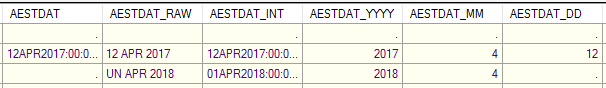 AESTDAT AESTDAT_RAW AESTDAT_INT AESTDAT_YYYY AESTDAT_MM AESTDAT_DD
. . . . .
12APR2017:00:0... 12 APR 2017 12APR2017:00:0... 2017 4 12
. UN APR 2018 01APR2018:00:0... 2018 4 .